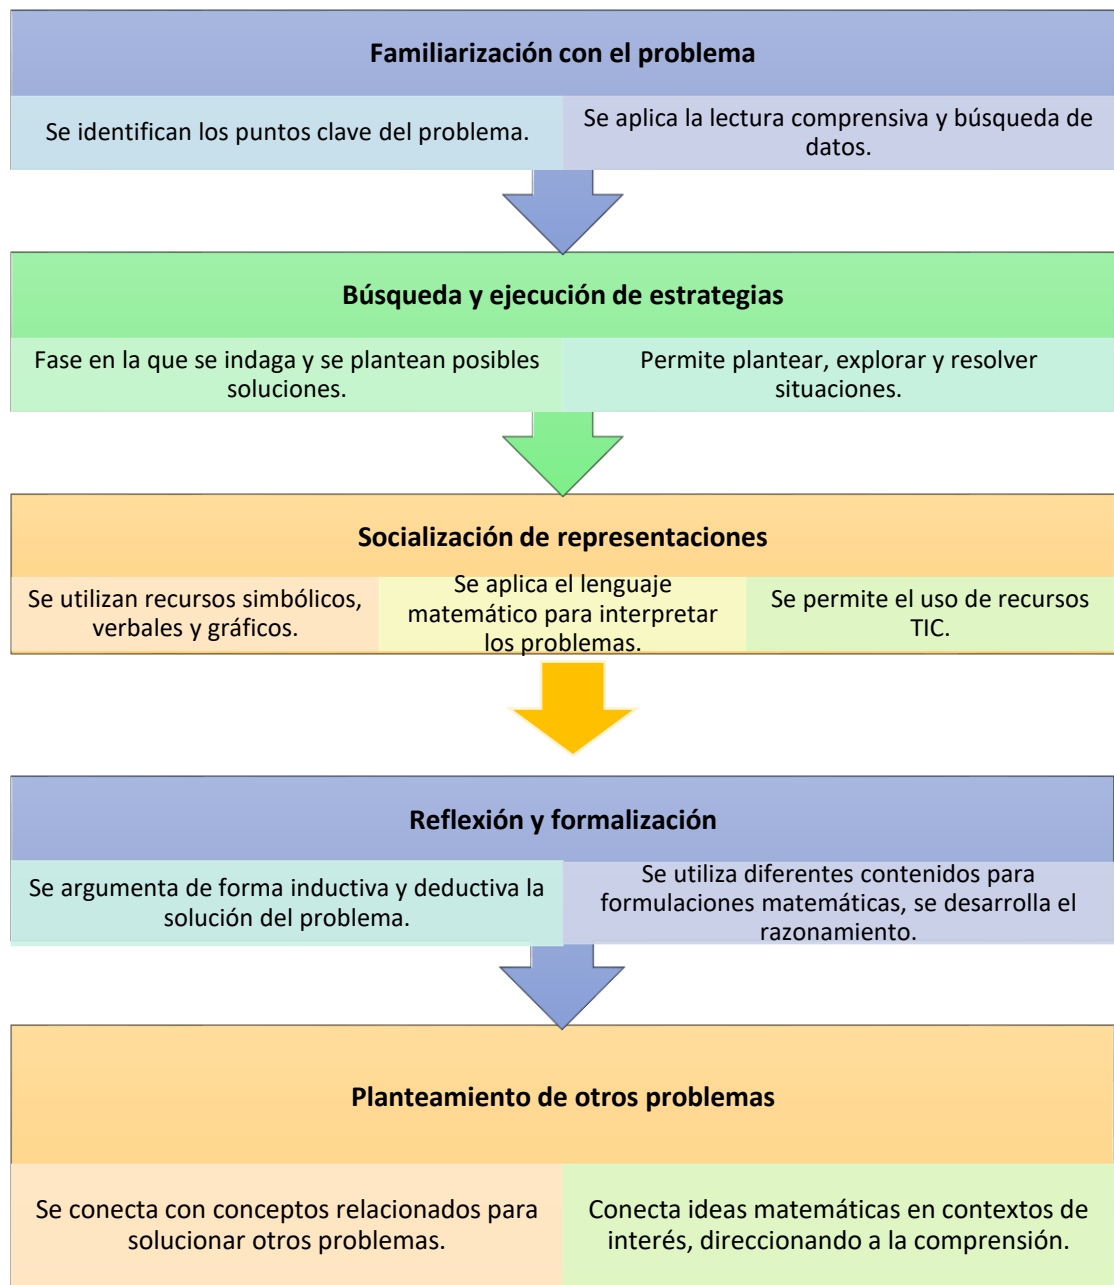 Familiarización con el problema
Se identifican los puntos clave del problema.
Se aplica la lectura comprensiva y búsqueda de
datos.
Búsqueda y ejecución de estrategias
Fase en la que se indaga y se plantean posibles
soluciones.
Permite plantear, explorar y resolver
situaciones.
Socialización de representaciones
Se utilizan recursos simbólicos,
verbales y gráficos.
Se aplica el lenguaje
matemático para interpretar
los problemas.
Se permite el uso de recursos
TIC.
Reflexión y formalización
Se argumenta de forma inductiva y deductiva la
solución del problema.
Se utiliza diferentes contenidos para
formulaciones matemáticas, se desarrolla el
razonamiento.
Planteamiento de otros problemas
Se conecta con conceptos relacionados para
solucionar otros problemas.
Conecta ideas matemáticas en contextos de
interés, direccionando a la comprensión.